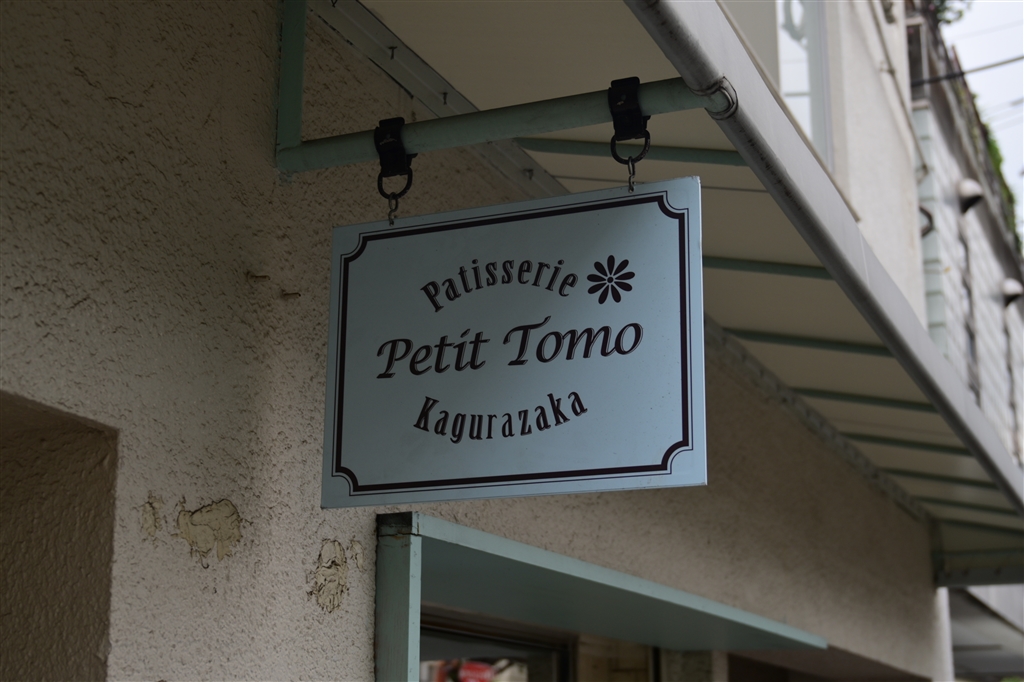 Patisserie
Petit Tomo
Kagurazaka